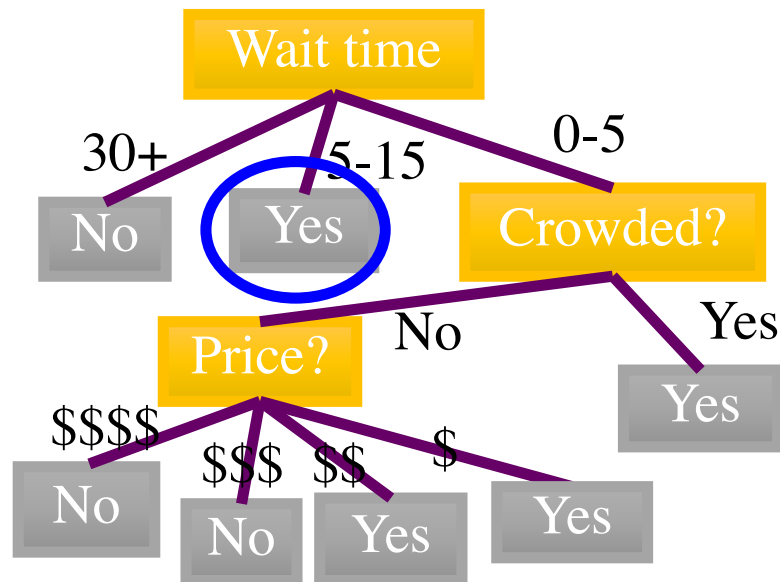 Wait time
30+
5-15
0-5
No
Yes
Crowded?
No
Yes
Price?
Yes
$$$$
$$$
$$
$
No
No
Yes
Yes